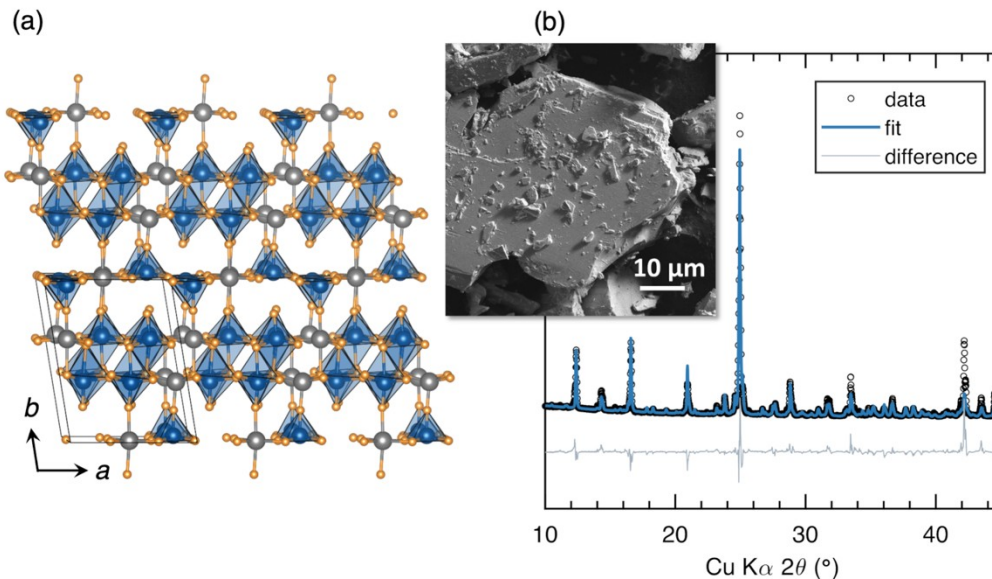 (a)
(b)
data
fit
difference
10 μm
b
a
10
20
30
40
Cu Kα 2θ (°)